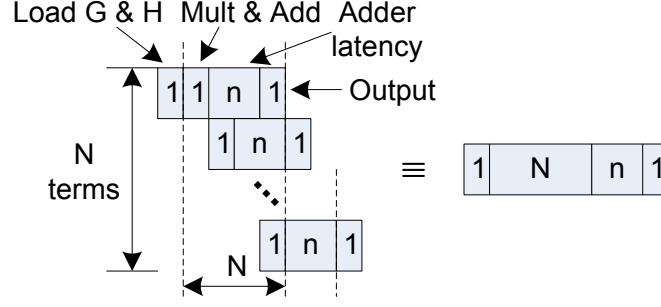 Load G & H Mult & Add Adder
latency
1 1 n 1 Output
1 n 1
N
terms
≡
1 N n 1
1 n 1
N